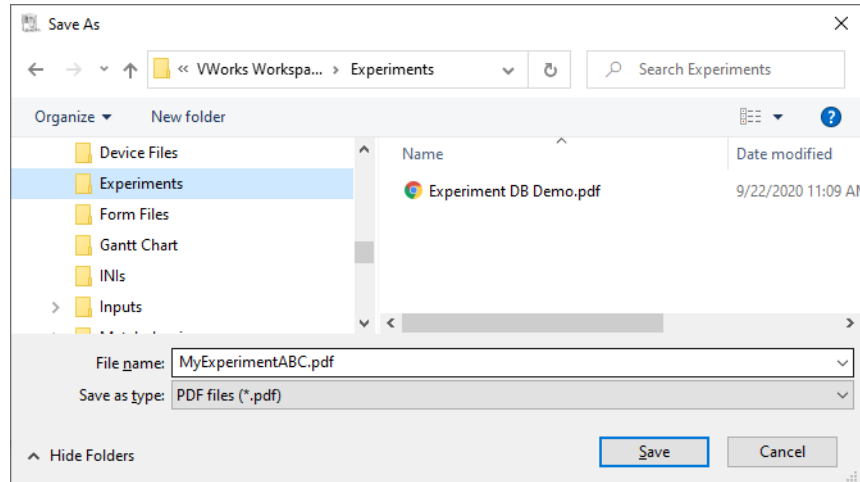 Save As
« VWorks Workspa... > Experiments
Search Experiments
Organize
New folder
Device Files
Experiments
Form Files
Gantt Chart
INIs
Inputs
Name
Date modified
Experiment DB Demo.pdf
9/22/2020 11:09 AM
File name: MyExperimentABC.pdf
Save as type: PDF files (*.pdf)
Hide Folders
Save
Cancel